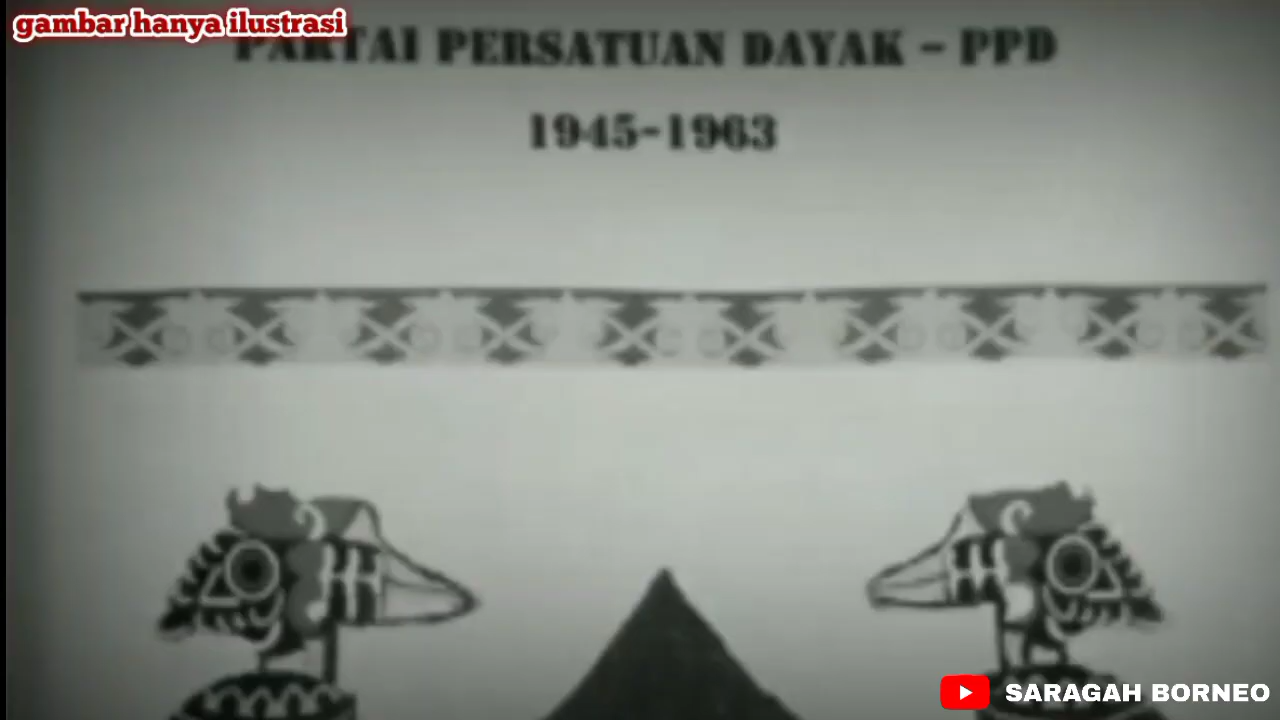 gambar hanya ilustrasi
PARTAI PERSATUAN DAYAK – PPD
1945-1963
SARAGAH BORNEO